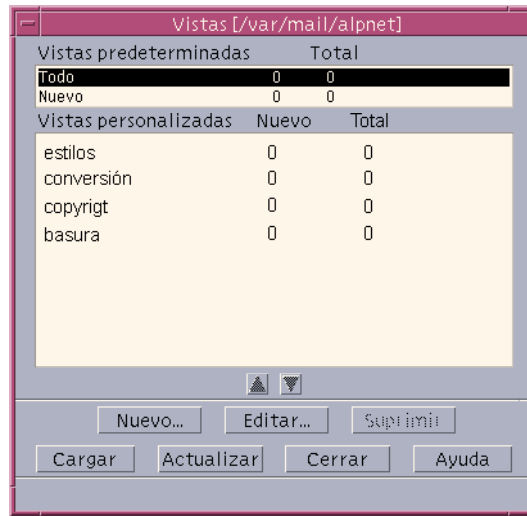 Vistas [/var/mail/alpnet]
Vistas predeterminadas Total
Todo 0 0
Nuevo 0 0
Vistas personalizadas Nuevo Total
estilos 0 0
conversión 0 0
copyrigt 0 0
basura 0 0
Nuevo... Editar... Suprimir
Cargar Actualizar Cerrar Ayuda